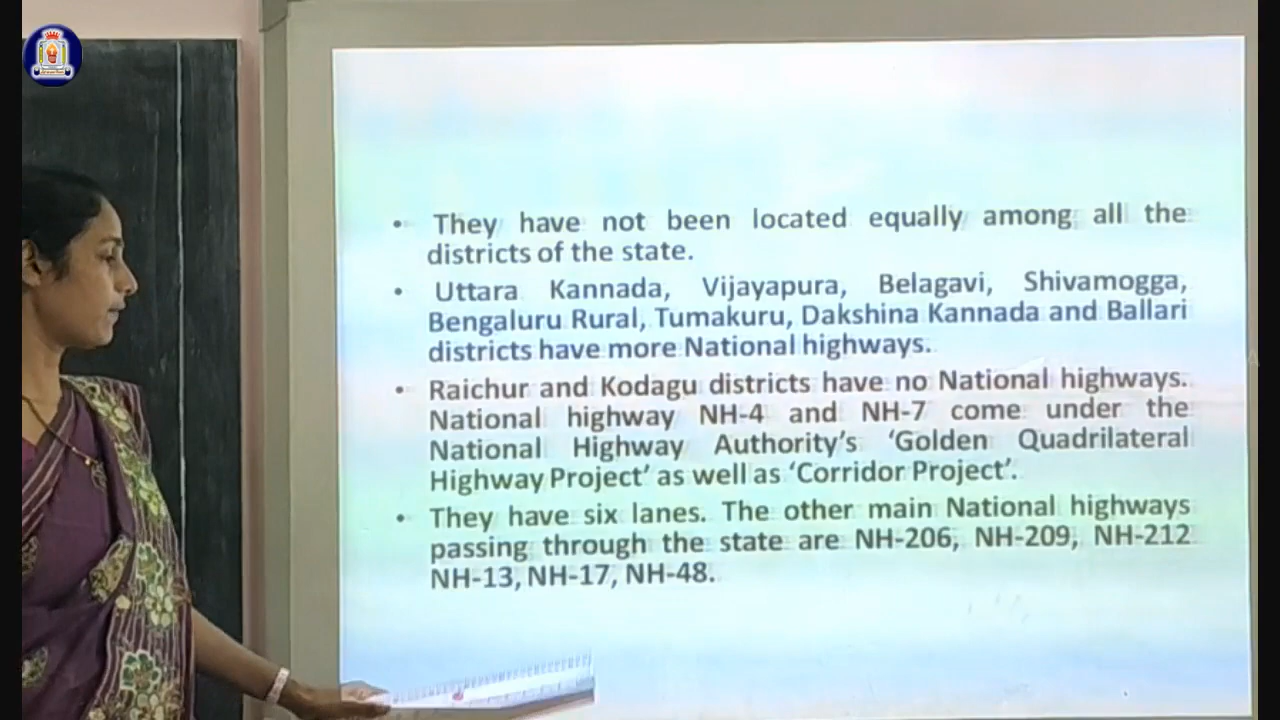 • They have not been located equally among all the
districts of the state.
• Uttara Kannada, Vijayapura, Belagavi, Shivamogga,
Bengaluru Rural, Tumakuru, Dakshina Kannada and Ballari
districts have more National highways.
• Raichur and Kodagu districts have no National highways.
National highway NH-4 and NH-7 come under the
National Highway Authority's 'Golden Quadrilateral
Highway Project' as well as 'Corridor Project'.
• They have six lanes. The other main National highways
passing through the state are NH-206, NH-209, NH-212
NH-13, NH-17, NH-48.